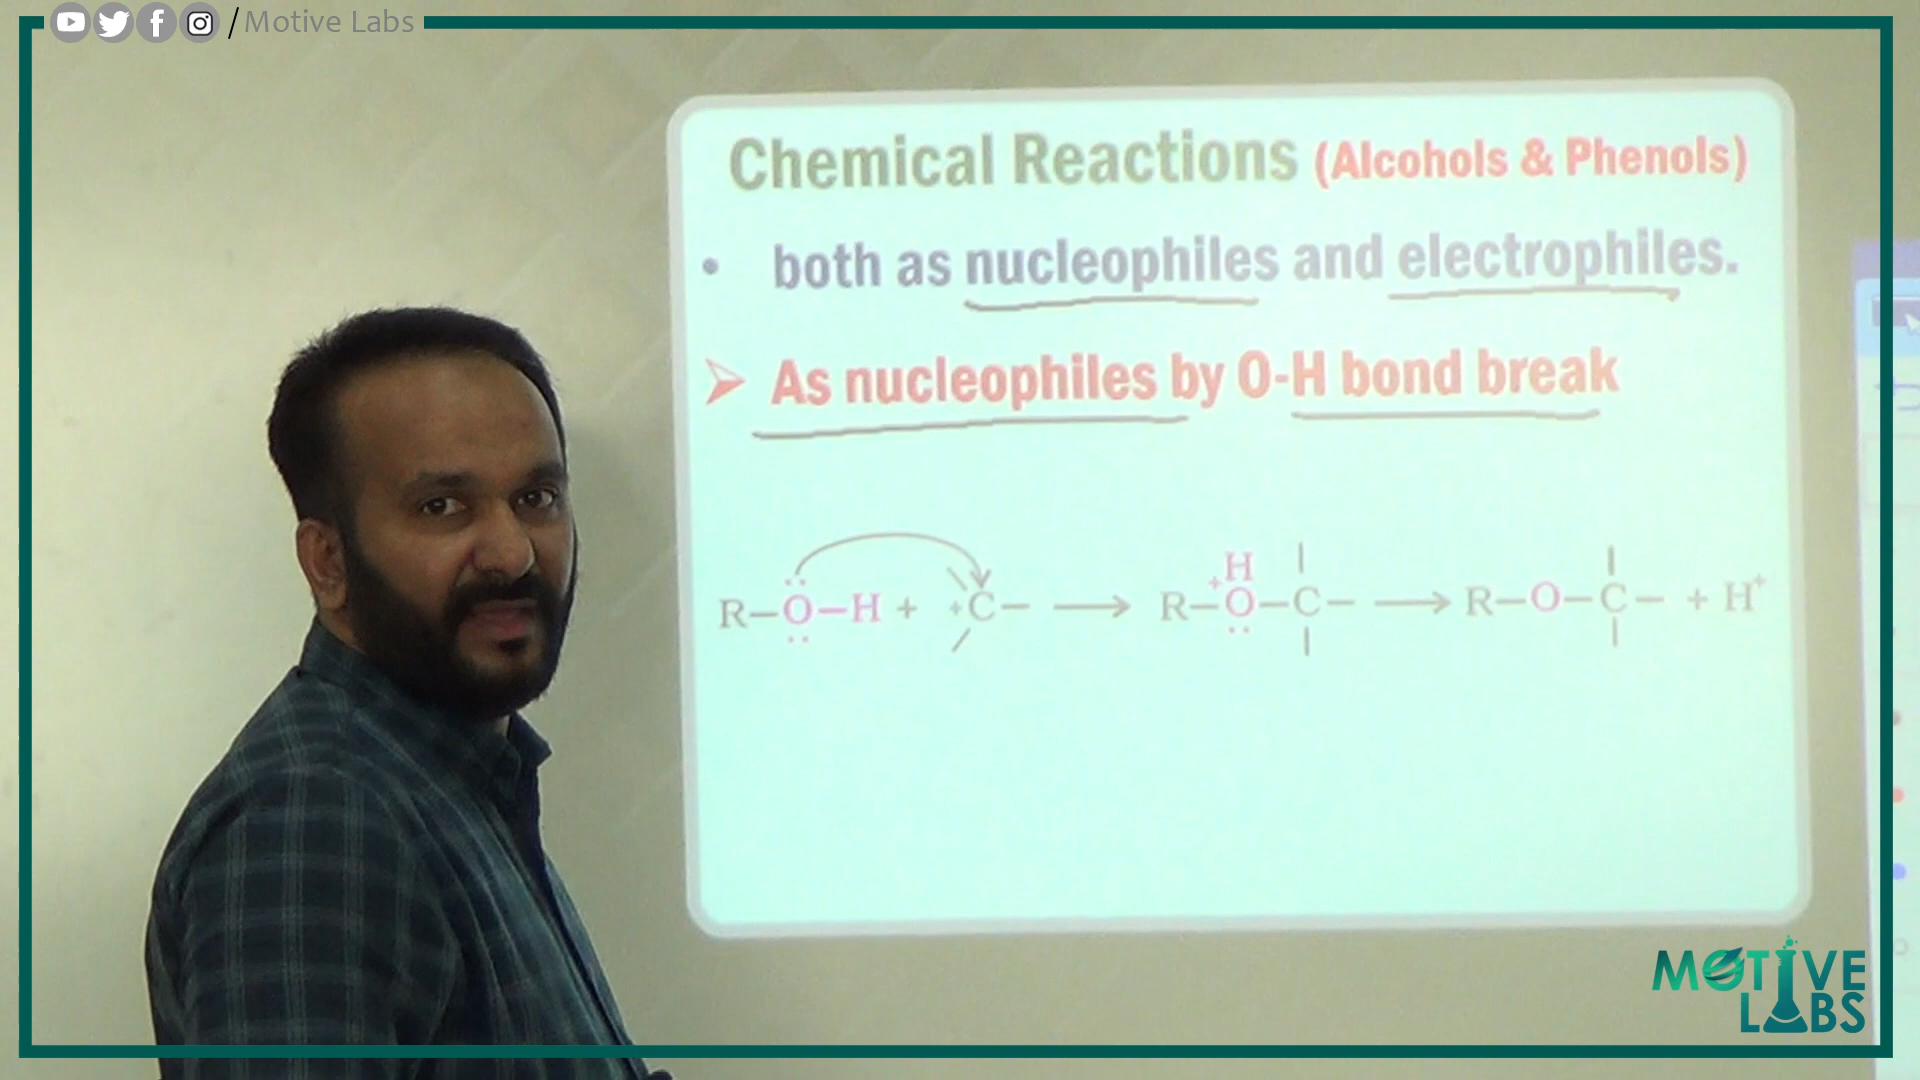 /Motive Labs
Chemical Reactions (Alcohols & Phenols)
• both as nucleophiles and electrophiles.
➢ As nucleophiles by O-H bond break
R–O–H + +C– → R–O–C– → R–O–C– + H+
H
+
MOTIVE
LABS